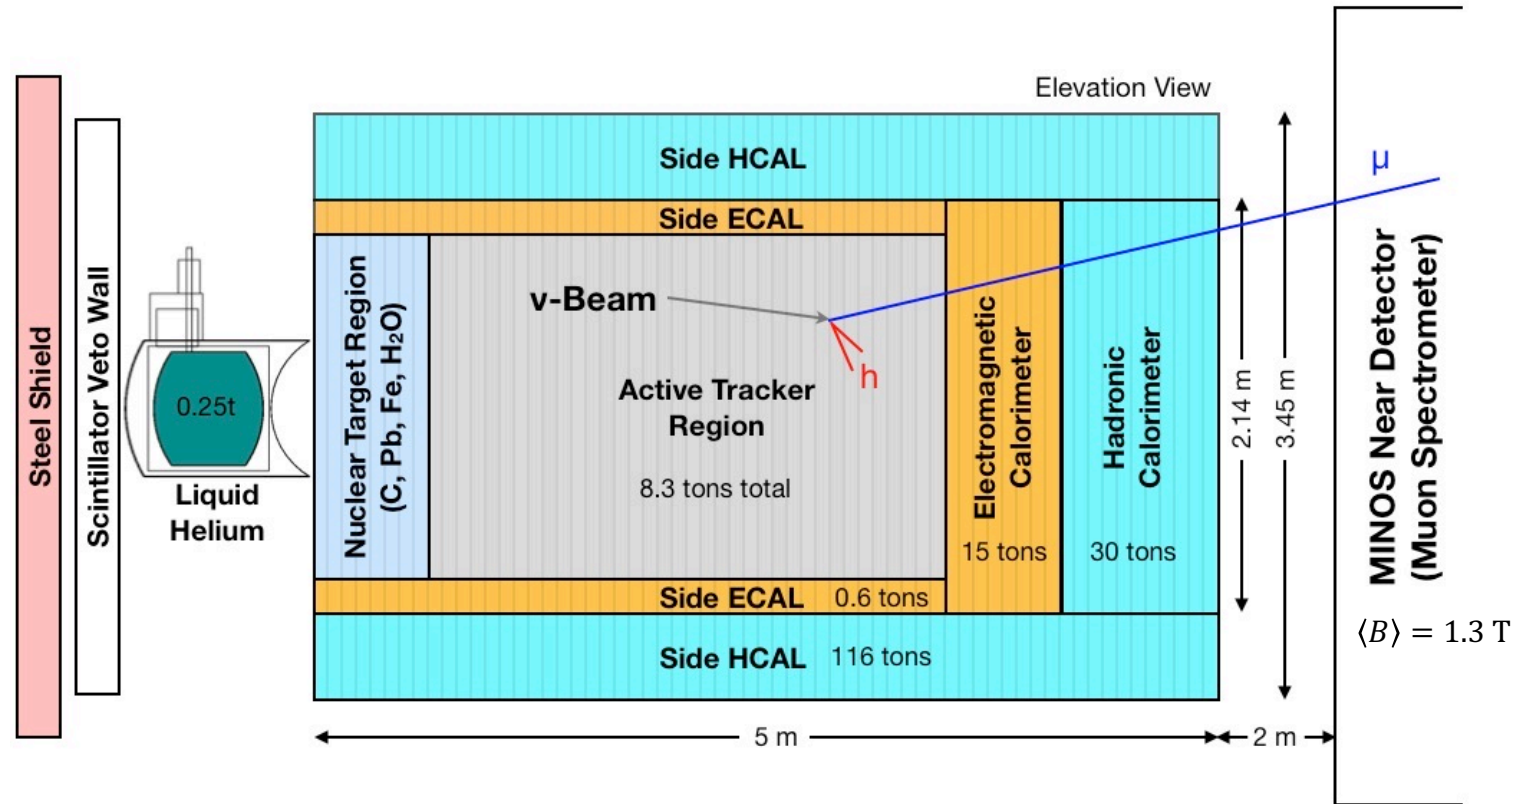 Elevation View
Steel Shield
Scintillator Veto Wall
0.25t
Liquid
Helium
Side HCAL
Side ECAL
Nuclear Target Region
(C, Pb, Fe, H₂O)
ν-Beam
h
μ
Active Tracker
Region
8.3 tons total
Electromagnetic
Calorimeter
15 tons
Hadronic
Calorimeter
30 tons
Side ECAL 0.6 tons
Side HCAL 116 tons
2.14 m
3.45 m
5 m
2 m
MINOS Near Detector
(Muon Spectrometer)
⟨B⟩ = 1.3 T